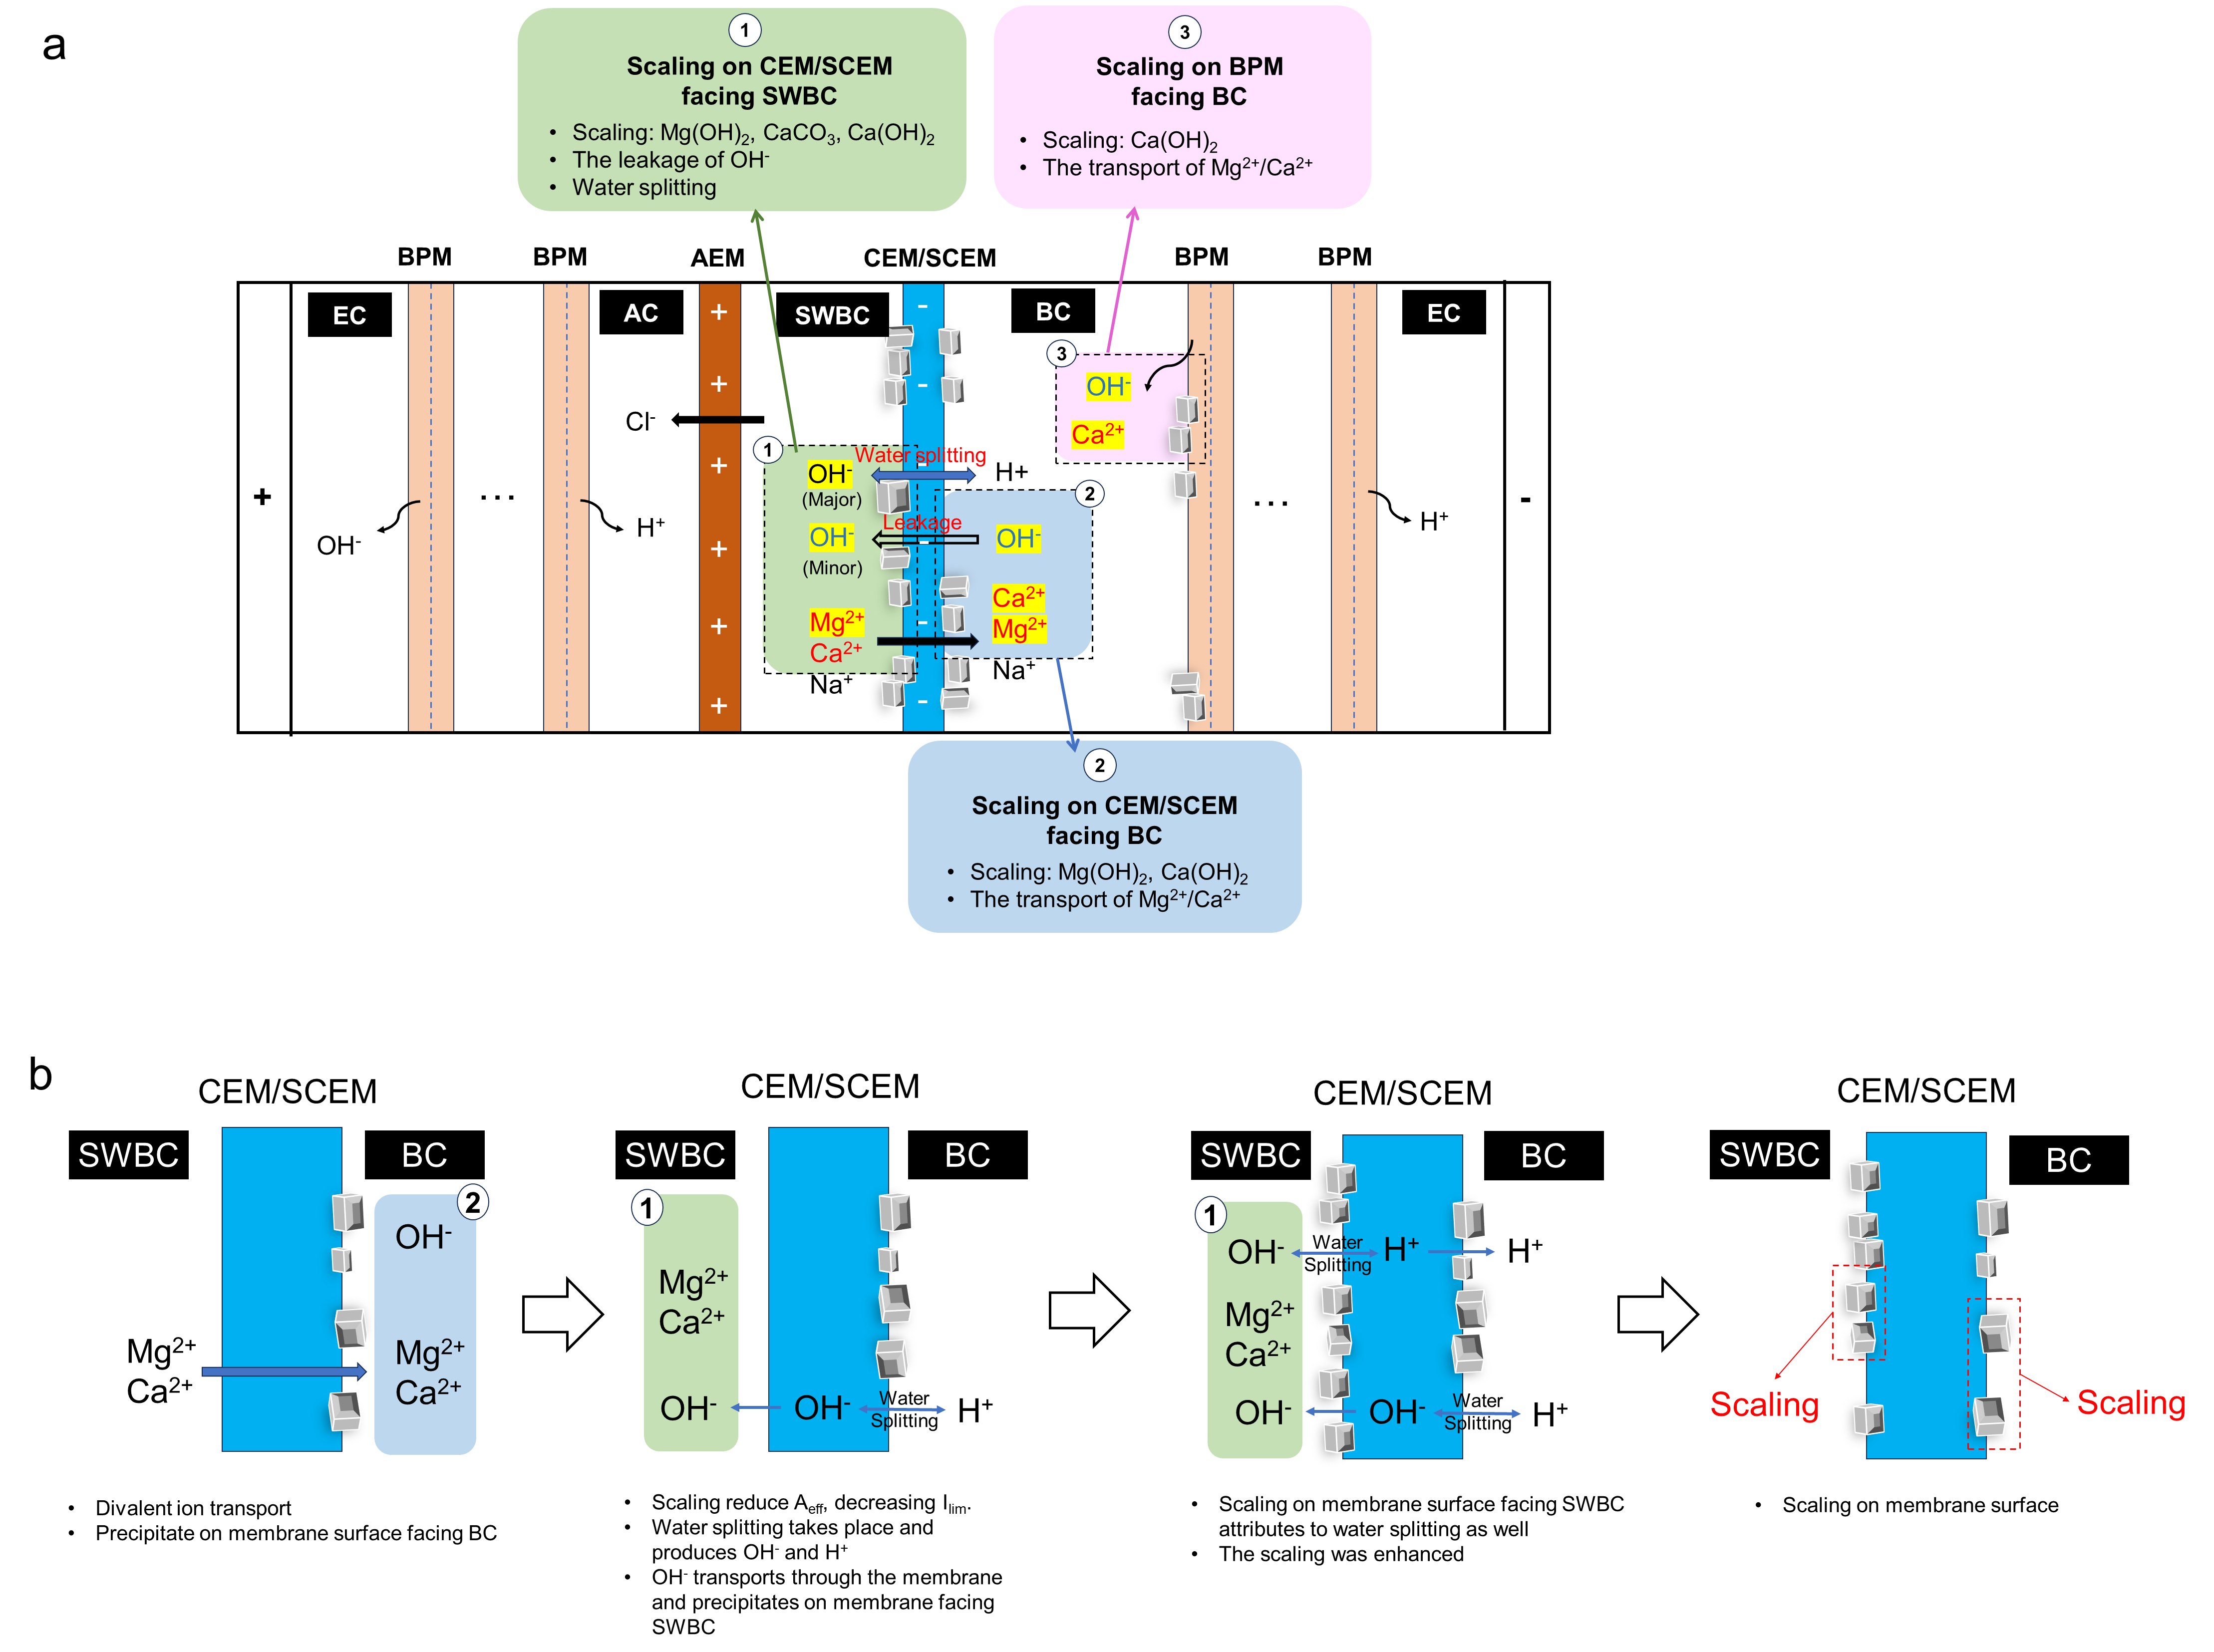 a
1
Scaling on CEM/SCEM
facing SWBC
• Scaling: Mg(OH)₂, CaCO₃, Ca(OH)₂
• The leakage of OH⁻
• Water splitting
3
Scaling on BPM
facing BC
• Scaling: Ca(OH)₂
• The transport of Mg²⁺/Ca²⁺
BPM BPM AEM CEM/SCEM BPM BPM
EC AC SWBC BC EC
+ + + + + +
- - - - - -
+
-
OH⁻
...
H⁺
Cl⁻
1
OH⁻
(Major)
Water splitting
H+
OH⁻
(Minor)
Leakage
OH⁻
Mg²⁺
Ca²⁺
Na⁺
2
Ca²⁺
Mg²⁺
Na⁺
3
OH⁻
Ca²⁺
...
H⁺
2
Scaling on CEM/SCEM
facing BC
• Scaling: Mg(OH)₂, Ca(OH)₂
• The transport of Mg²⁺/Ca²⁺
b
CEM/SCEM
SWBC BC
2
OH⁻
Mg²⁺ Mg²⁺
Ca²⁺ Ca²⁺
• Divalent ion transport
• Precipitate on membrane surface facing BC
CEM/SCEM
SWBC BC
1
Mg²⁺
Ca²⁺
OH⁻ OH⁻ Water H⁺
Splitting
• Scaling reduce Aeff, decreasing Ilim.
• Water splitting takes place and
produces OH⁻ and H⁺
• OH⁻ transports through the membrane
and precipitates on membrane facing
SWBC
CEM/SCEM
SWBC BC
1
OH⁻ Water H⁺ H⁺
Splitting
Mg²⁺
Ca²⁺
OH⁻ OH⁻ Water H⁺
Splitting
• Scaling on membrane surface facing SWBC
attributes to water splitting as well
• The scaling was enhanced
CEM/SCEM
SWBC BC
Scaling Scaling
• Scaling on membrane surface